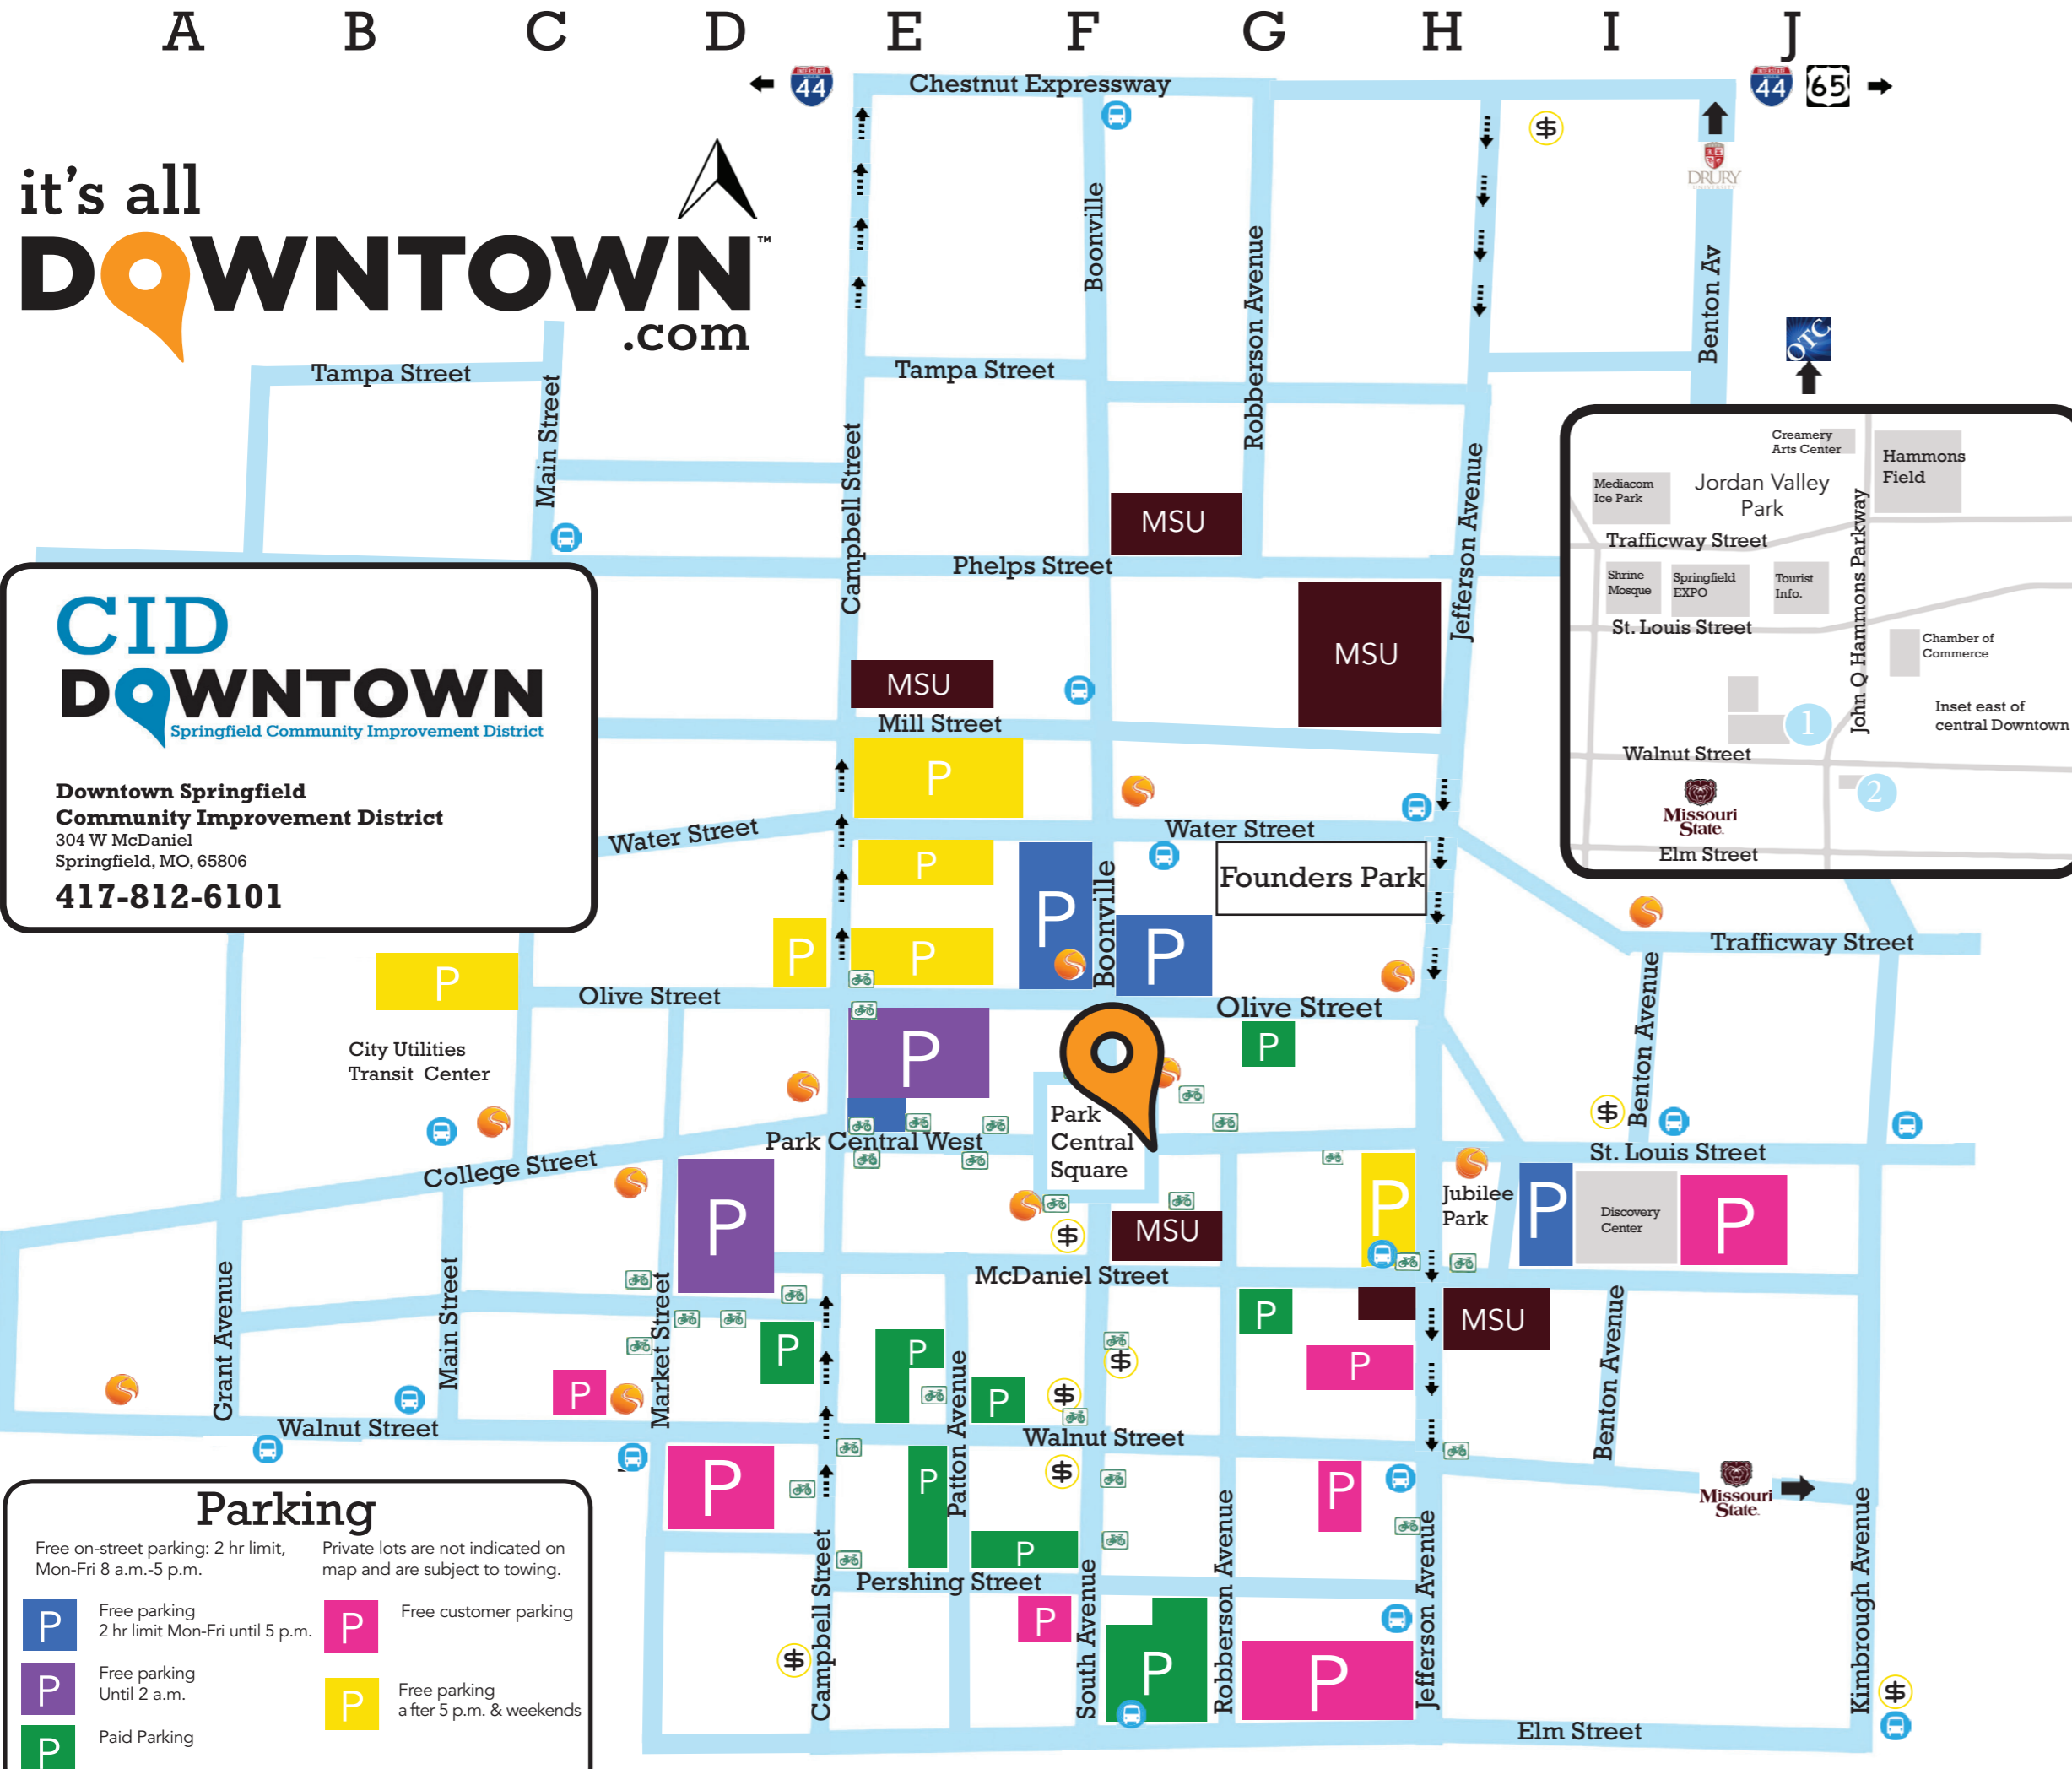 A B C D E F G H I J
INTERSTATE
44
Chestnut Expressway
INTERSTATE
44
65
it's all
DOWNTOWN™
.com
$
DRURY
UNIVERSITY
Boonville
Robberson Avenue
Benton Av
OTC
Tampa Street
Main Street
Tampa Street
Campbell Street
Jefferson Avenue
MSU
Phelps Street
MSU
MSU
Mill Street
Creamery
Arts Center
Hammons
Field
Mediacom
Ice Park
Jordan Valley
Park
Trafficway Street
Shrine
Mosque
Springfield
EXPO
Tourist
Info.
St. Louis Street
John Q Hammons Parkway
Chamber of
Commerce
Inset east of
central Downtown
1
Walnut Street
2
Missouri
State.
Elm Street
CID
DOWNTOWN
Springfield Community Improvement District
Downtown Springfield
Community Improvement District
304 W McDaniel
Springfield, MO, 65806
417-812-6101
P
Water Street
Water Street
P
P
Boonville
Founders Park
P
P
P
P
Olive Street
Olive Street
Trafficway Street
Benton Avenue
City Utilities
Transit Center
P
P
Park
Central
Square
Park Central West
College Street
$
St. Louis Street
P
P
Jubilee
Park
P
Discovery
Center
P
MSU
$
McDaniel Street
Grant Avenue
Main Street
Market Street
P
P
P
MSU
P
Benton Avenue
P
P
Patton Avenue
$
$
Walnut Street
Walnut Street
P
P
$
P
Missouri
State.
P
Pershing Street
Campbell Street
South Avenue
Robberson Avenue
Jefferson Avenue
Kimbrough Avenue
P
P
P
$
$
Elm Street
Parking
Free on-street parking: 2 hr limit,
Mon-Fri 8 a.m.-5 p.m.
Private lots are not indicated on
map and are subject to towing.
P
Free parking
2 hr limit Mon-Fri until 5 p.m.
P
Free customer parking
P
Free parking
Until 2 a.m.
P
Free parking
a fter 5 p.m. & weekends
P
Paid Parking